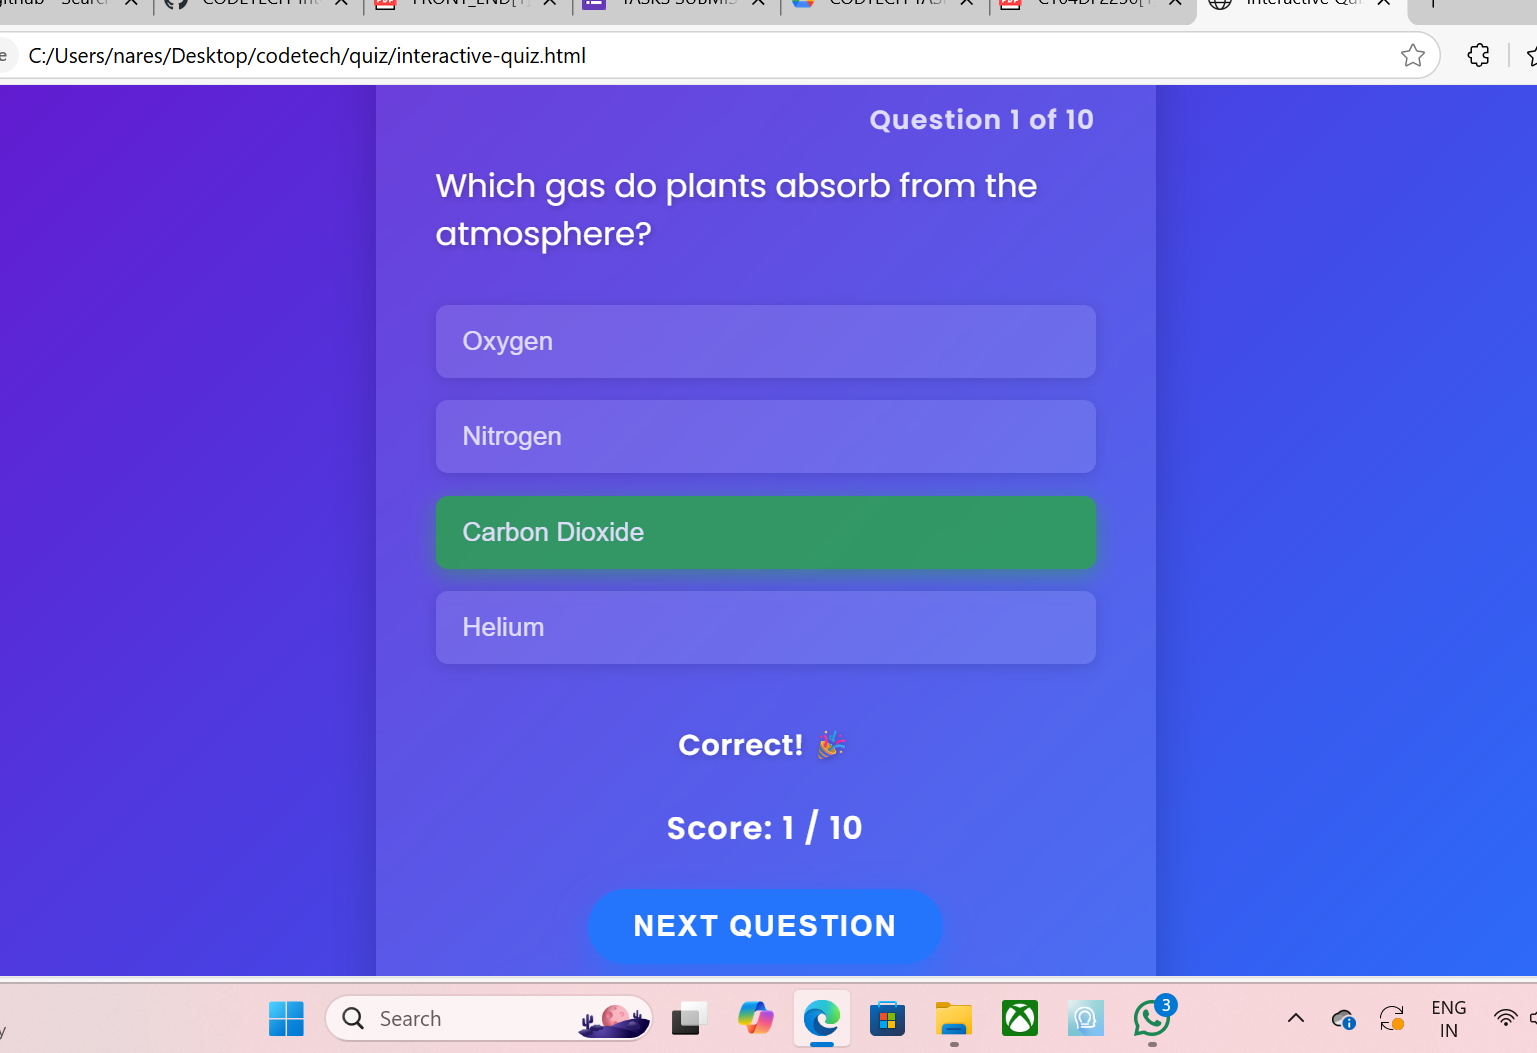 C:/Users/nares/Desktop/codetech/quiz/interactive-quiz.html
Question 1 of 10
Which gas do plants absorb from the
atmosphere?
Oxygen
Nitrogen
Carbon Dioxide
Helium
Correct! 🎉
Score: 1 / 10
NEXT QUESTION
Search
3
ENG
IN